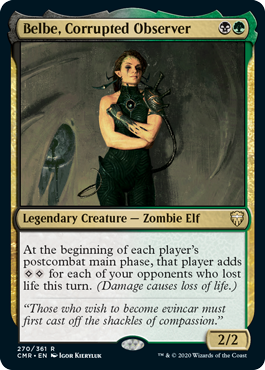 Belbe, Corrupted Observer
Legendary Creature — Zombie Elf
At the beginning of each player's
postcombat main phase, that player adds
for each of your opponents who lost
life this turn. (Damage causes loss of life.)
“Those who wish to become evincar must
first cast off the shackles of compassion.”
2/2
270/361 R
CMR • EN Igor Kieryluk
™ & © 2020 Wizards of the Coast